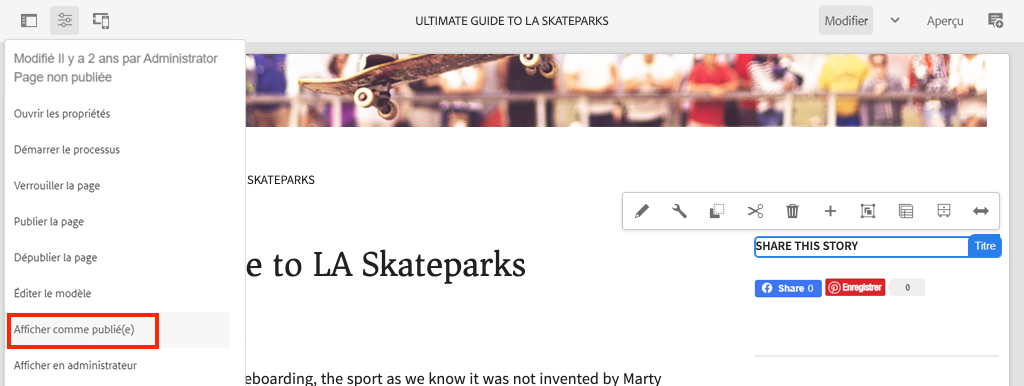 ULTIMATE GUIDE TO LA SKATEPARKS
Modifier
Aperçu
Modifié Il y a 2 ans par Administrator
Page non publiée
Ouvrir les propriétés
Démarrer le processus
Verrouiller la page
Publier la page
Dépublier la page
Éditer le modèle
Afficher comme publié(e)
Afficher en administrateur
SKATEPARKS
e to LA Skateparks
eboarding, the sport as we know it was not invented by Marty
SHARE THIS STORY
Titre
Share 0
Enregistrer
0